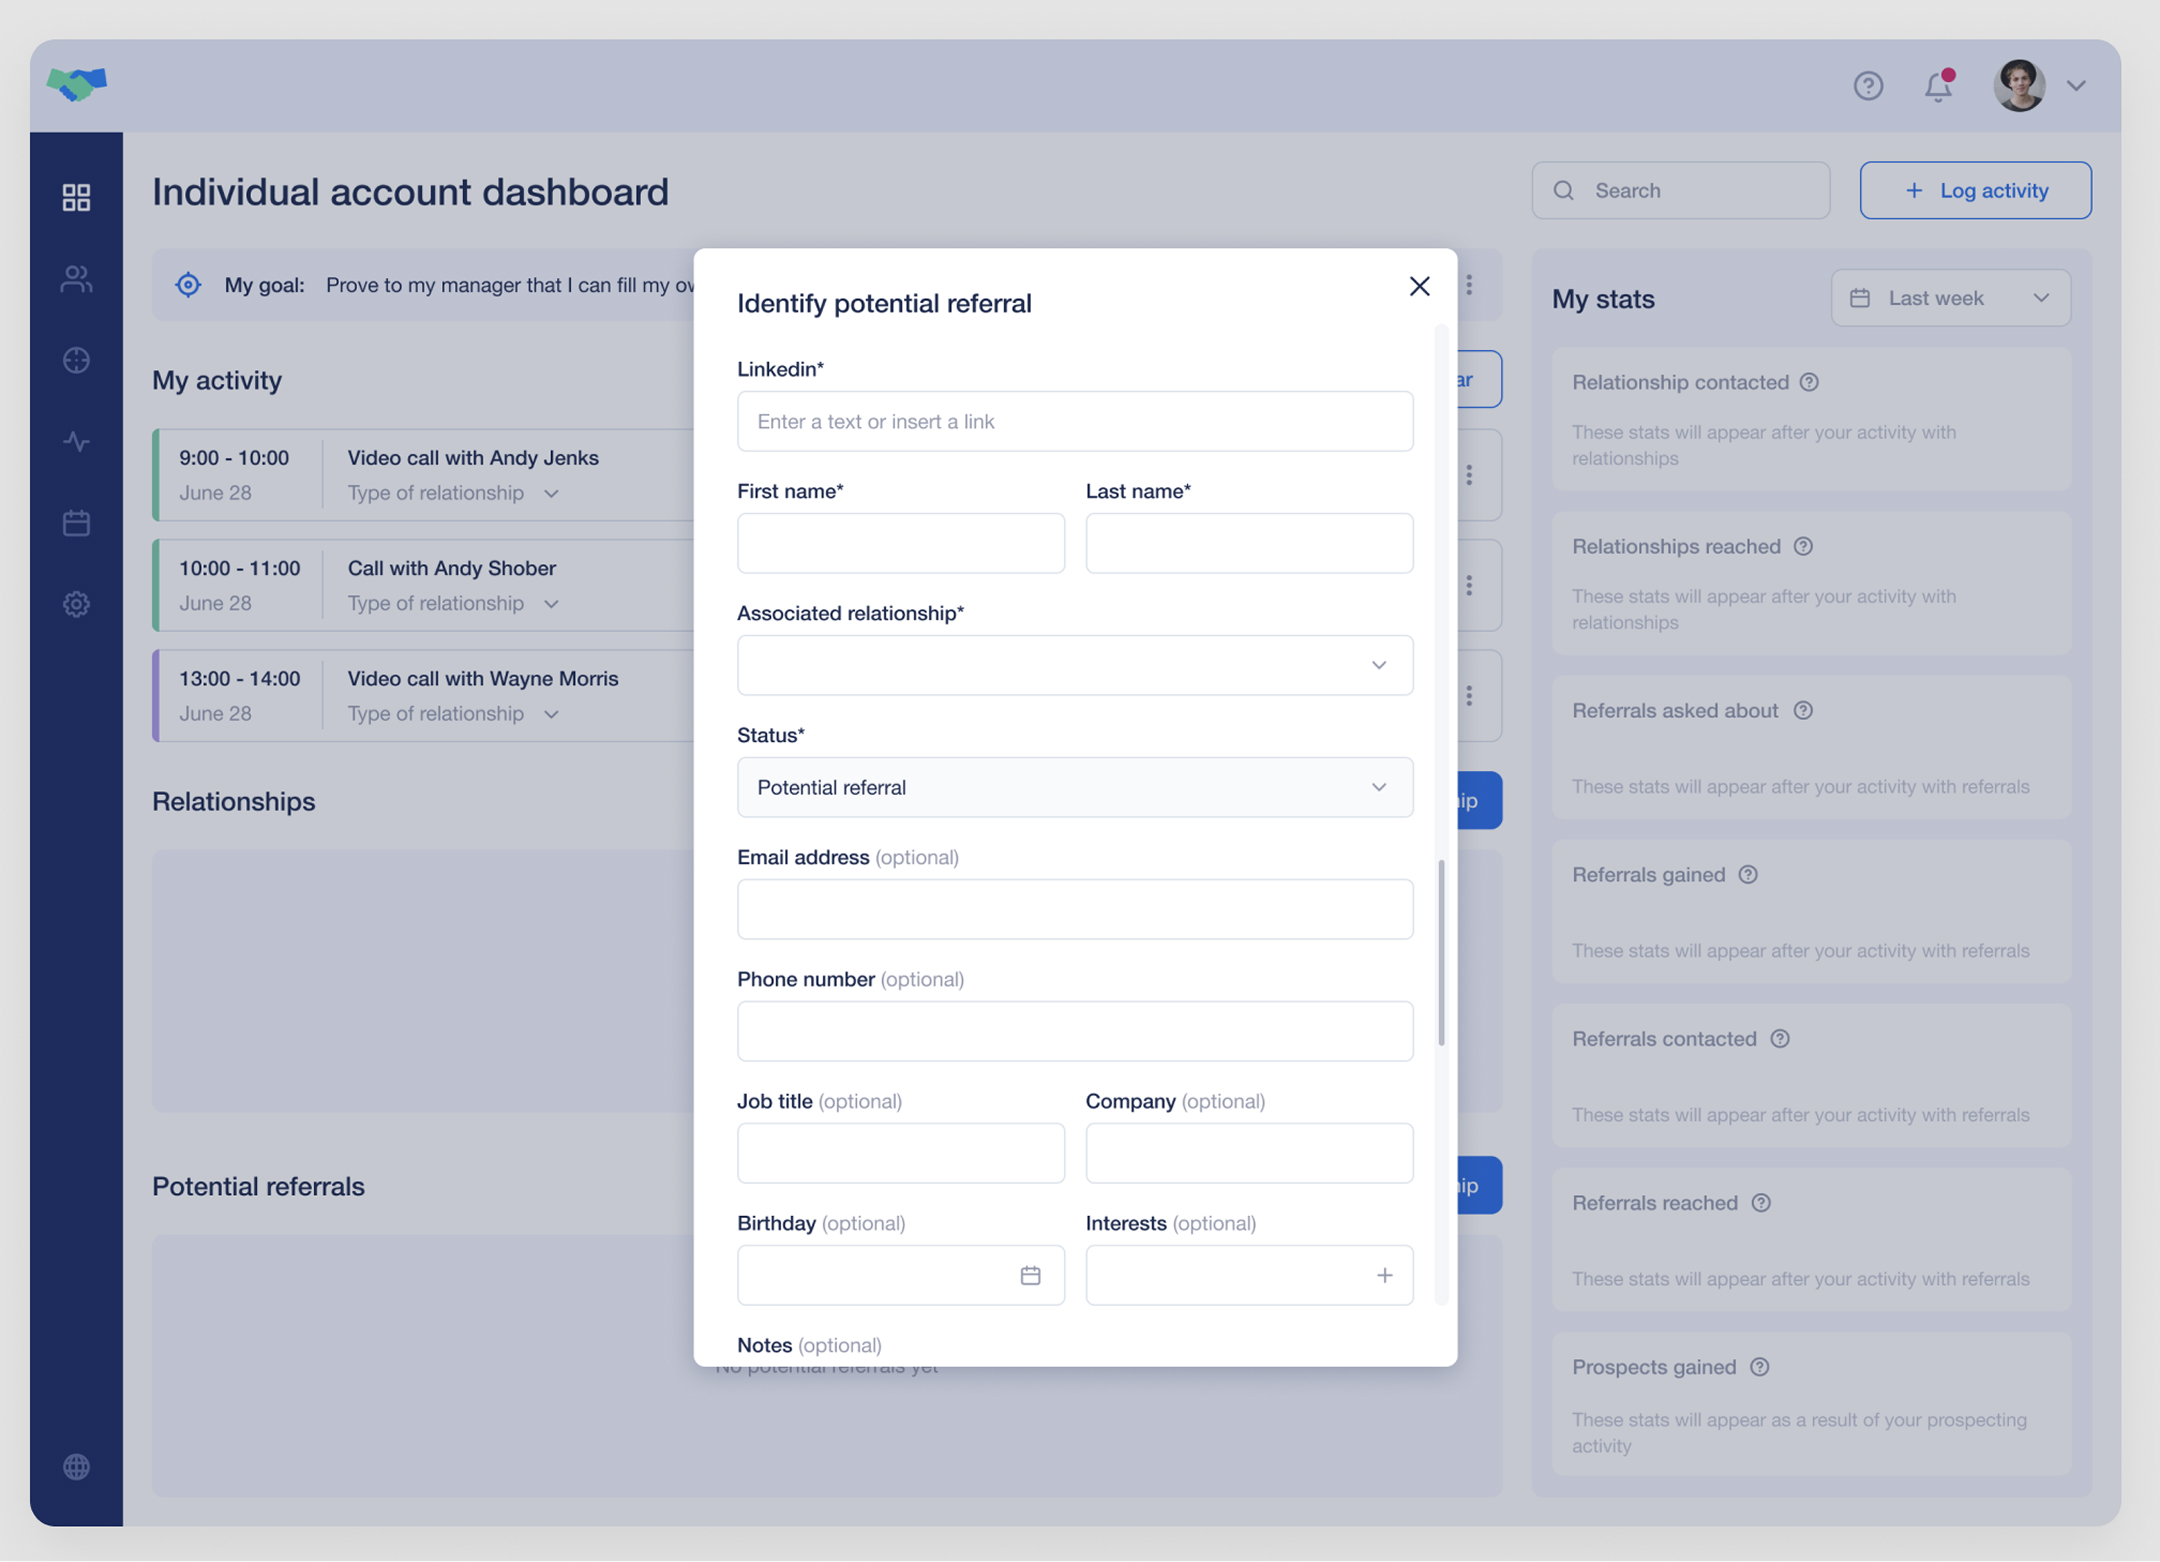 Individual account dashboard
Search
+ Log activity
My goal: Prove to my manager that I can fill my
My activity
9:00 - 10:00
June 28
Video call with Andy Jenks
Type of relationship
10:00 - 11:00
June 28
Call with Andy Shober
Type of relationship
13:00 - 14:00
June 28
Video call with Wayne Morris
Type of relationship
Relationships
Potential referrals
No potential referrals yet
Identify potential referral
Linkedin*
Enter a text or insert a link
First name*
Last name*
Associated relationship*
Status*
Potential referral
Email address (optional)
Phone number (optional)
Job title (optional)
Company (optional)
Birthday (optional)
Interests (optional)
Notes (optional)
My stats
Last week
Relationship contacted
These stats will appear after your activity with
relationships
Relationships reached
These stats will appear after your activity with
relationships
Referrals asked about
These stats will appear after your activity with referrals
Referrals gained
These stats will appear after your activity with referrals
Referrals contacted
These stats will appear after your activity with referrals
Referrals reached
These stats will appear after your activity with referrals
Prospects gained
These stats will appear as a result of your prospecting
activity